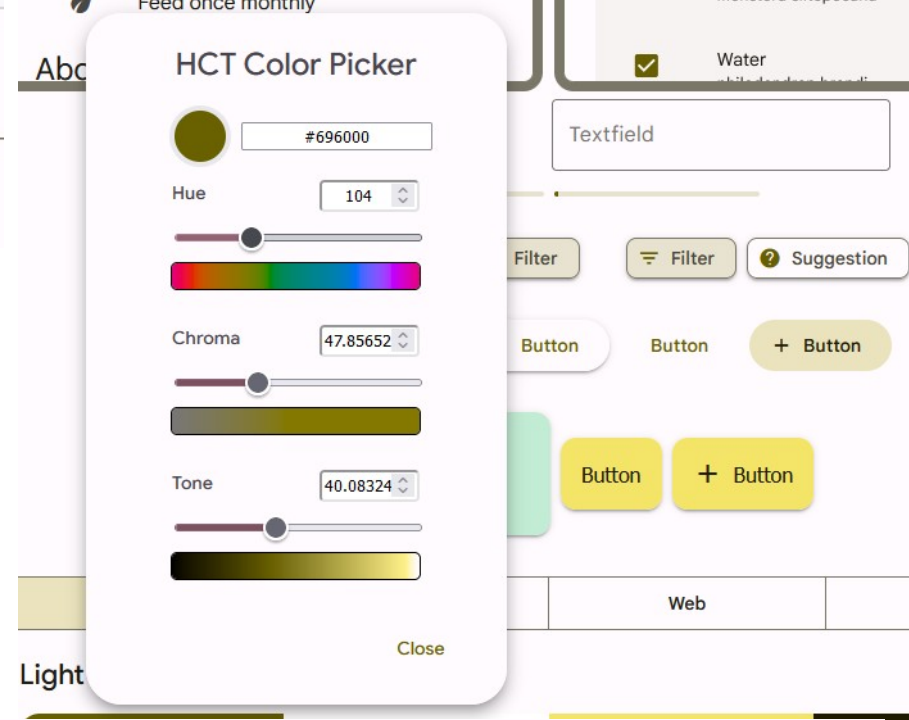 Feed once monthly
Abo
HCT Color Picker
#696000
Hue
104
Chroma
47.85652
Tone
40.08324
Close
Water
Textfield
Filter
Filter
Suggestion
Button
Button
+ Button
Button
+ Button
Web
Light